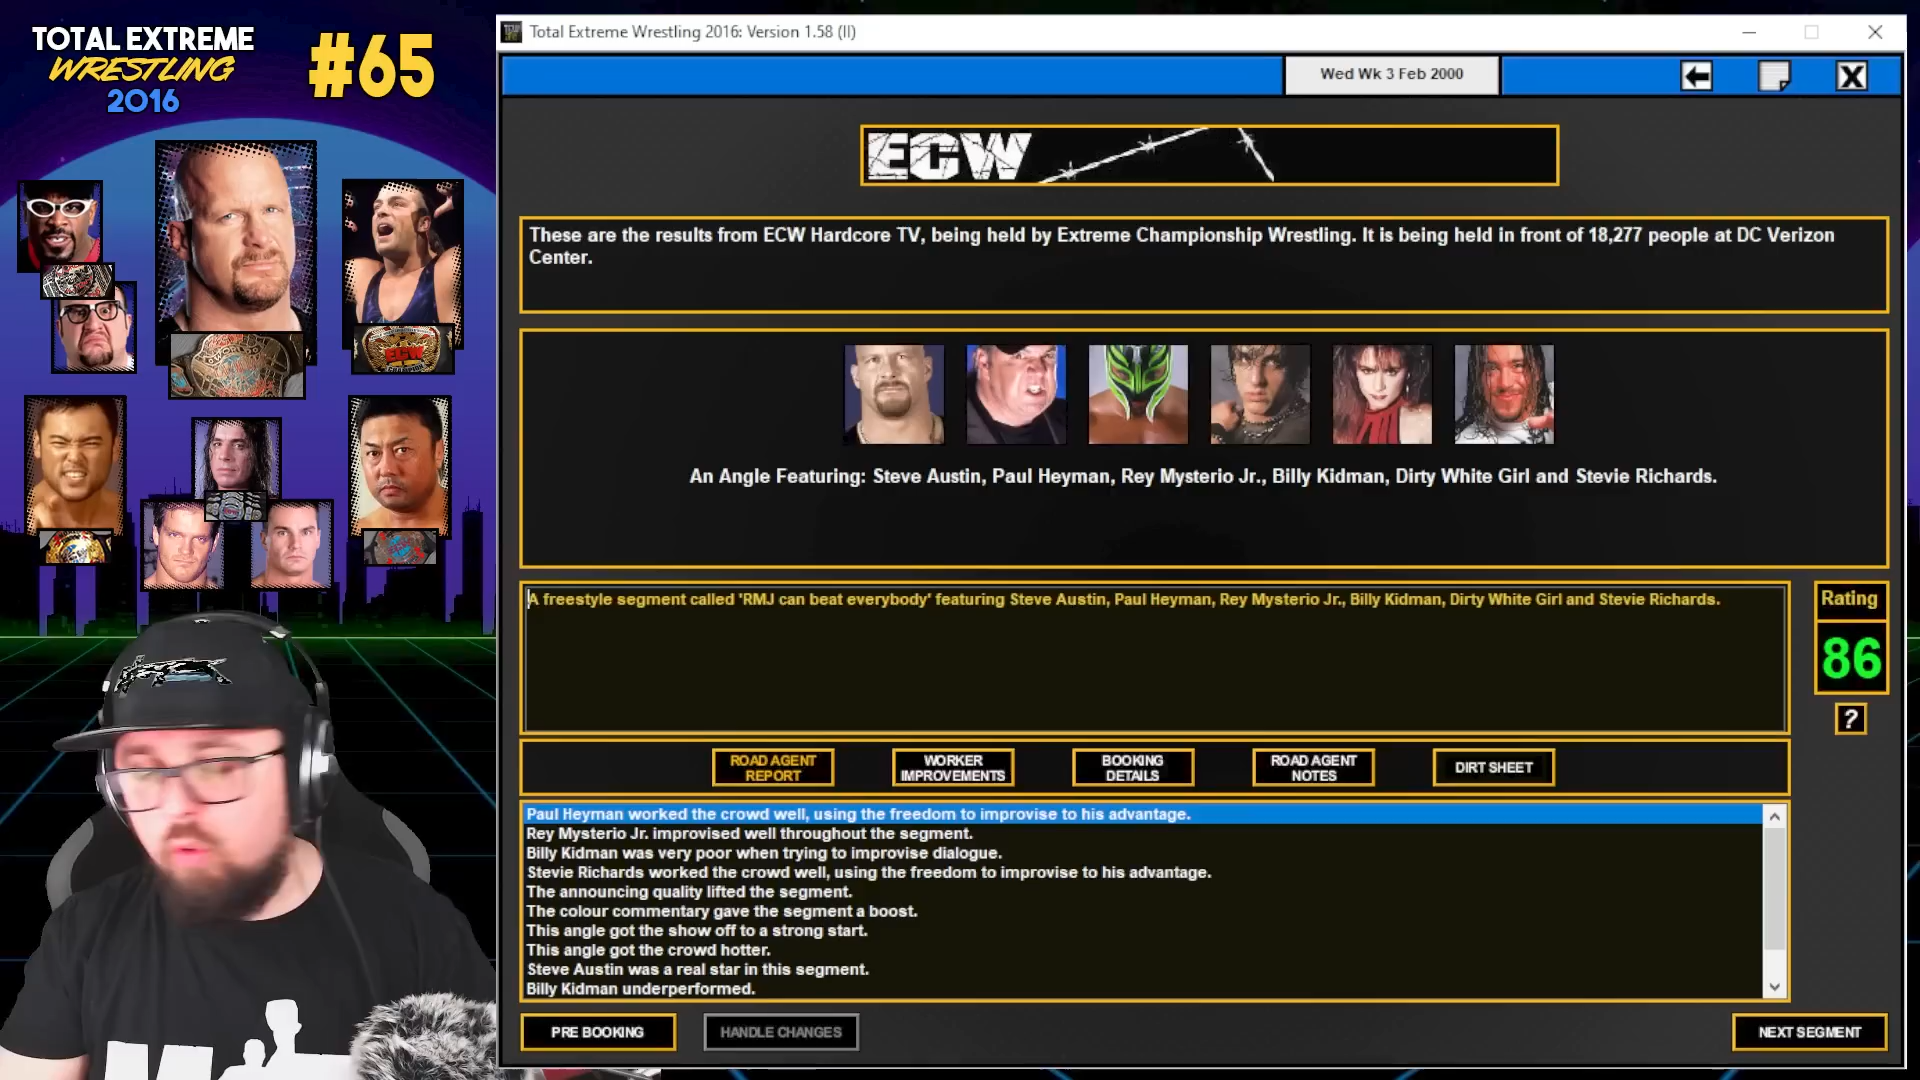 TOTAL EXTREME
WRESTLING
2016
#65
Total Extreme Wrestling 2016: Version 1.58 (II)
Wed Wk 3 Feb 2000
X
ECW
These are the results from ECW Hardcore TV, being held by Extreme Championship Wrestling. It is being held in front of 18,277 people at DC Verizon
Center.
An Angle Featuring: Steve Austin, Paul Heyman, Rey Mysterio Jr., Billy Kidman, Dirty White Girl and Stevie Richards.
A freestyle segment called 'RMJ can beat everybody' featuring Steve Austin, Paul Heyman, Rey Mysterio Jr., Billy Kidman, Dirty White Girl and Stevie Richards.
Rating
86
?
ROAD AGENT
REPORT
WORKER
IMPROVEMENTS
BOOKING
DETAILS
ROAD AGENT
NOTES
DIRT SHEET
Paul Heyman worked the crowd well, using the freedom to improvise to his advantage.
Rey Mysterio Jr. improvised well throughout the segment.
Billy Kidman was very poor when trying to improvise dialogue.
Stevie Richards worked the crowd well, using the freedom to improvise to his advantage.
The announcing quality lifted the segment.
The colour commentary gave the segment a boost.
This angle got the show off to a strong start.
This angle got the crowd hotter.
Steve Austin was a real star in this segment.
Billy Kidman underperformed.
PRE BOOKING
HANDLE CHANGES
NEXT SEGMENT